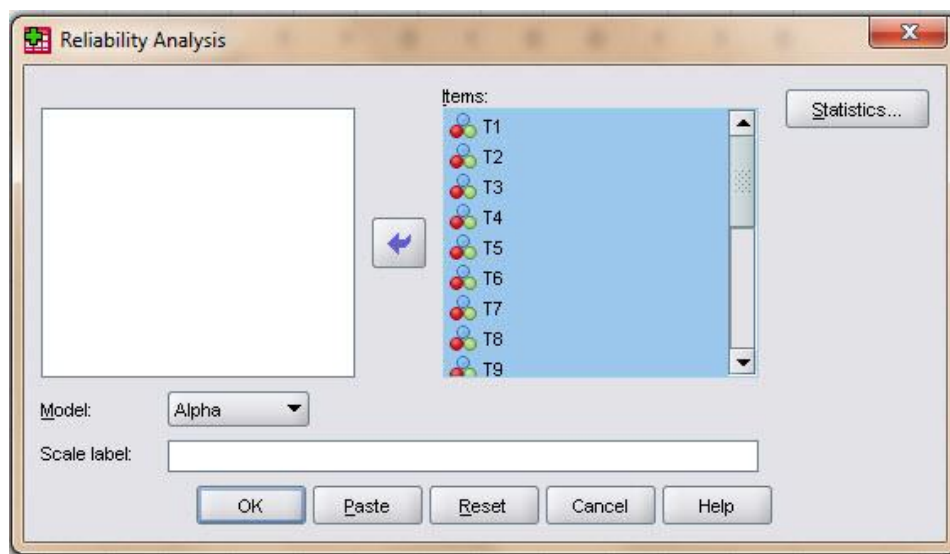 Reliability Analysis
Items:
T1
T2
T3
T4
T5
T6
T7
T8
T9
Statistics...
Model:
Alpha
Scale label:
OK
Paste
Reset
Cancel
Help